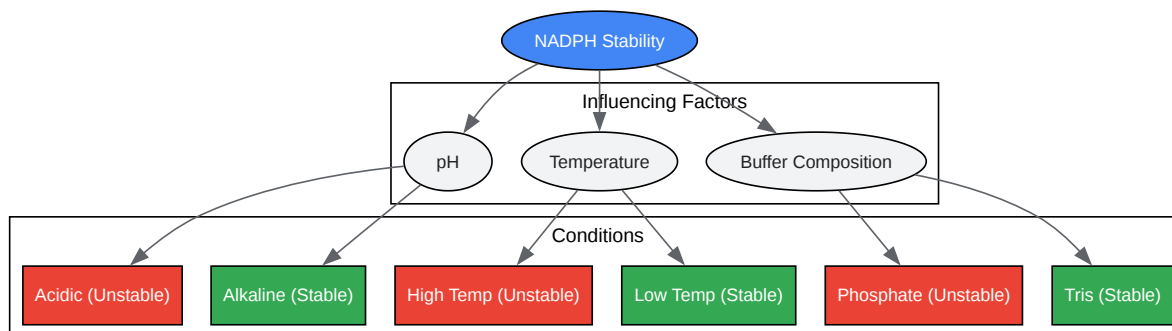 NADPH Stability
Influencing Factors
pH
Temperature
Buffer Composition
Conditions
Acidic (Unstable)
Alkaline (Stable)
High Temp (Unstable)
Low Temp (Stable)
Phosphate (Unstable)
Tris (Stable)